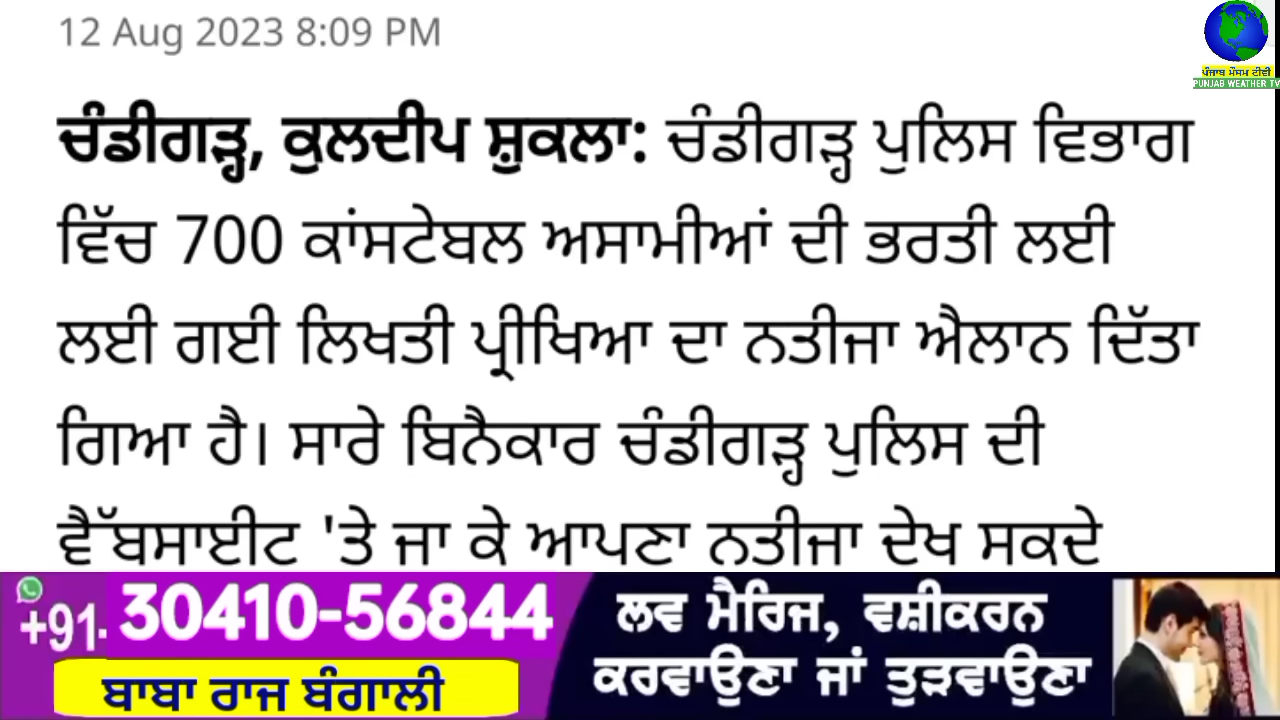 12 Aug 2023 8:09 PM
ਪੰਜਾਬ ਮੌਸਮ ਟੀਵੀ
PUNJAB WEATHER TV
ਚੰਡੀਗੜ੍ਹ, ਕੁਲਦੀਪ ਸ਼ੁਕਲਾ: ਚੰਡੀਗੜ੍ਹ ਪੁਲਿਸ ਵਿਭਾਗ
ਵਿੱਚ 700 ਕਾਂਸਟੇਬਲ ਅਸਾਮੀਆਂ ਦੀ ਭਰਤੀ ਲਈ
ਲਈ ਗਈ ਲਿਖਤੀ ਪ੍ਰੀਖਿਆ ਦਾ ਨਤੀਜਾ ਐਲਾਨ ਦਿੱਤਾ
ਗਿਆ ਹੈ। ਸਾਰੇ ਬਿਨੈਕਾਰ ਚੰਡੀਗੜ੍ਹ ਪੁਲਿਸ ਦੀ
ਵੈੱਬਸਾਈਟ 'ਤੇ ਜਾ ਕੇ ਆਪਣਾ ਨਤੀਜਾ ਦੇਖ ਸਕਦੇ
+91- 30410-56844
ਬਾਬਾ ਰਾਜ ਬੰਗਾਲੀ
ਲਵ ਮੈਰਿਜ, ਵਸ਼ੀਕਰਨ
ਕਰਵਾਉਣਾ ਜਾਂ ਤੁੜਵਾਉਣਾ